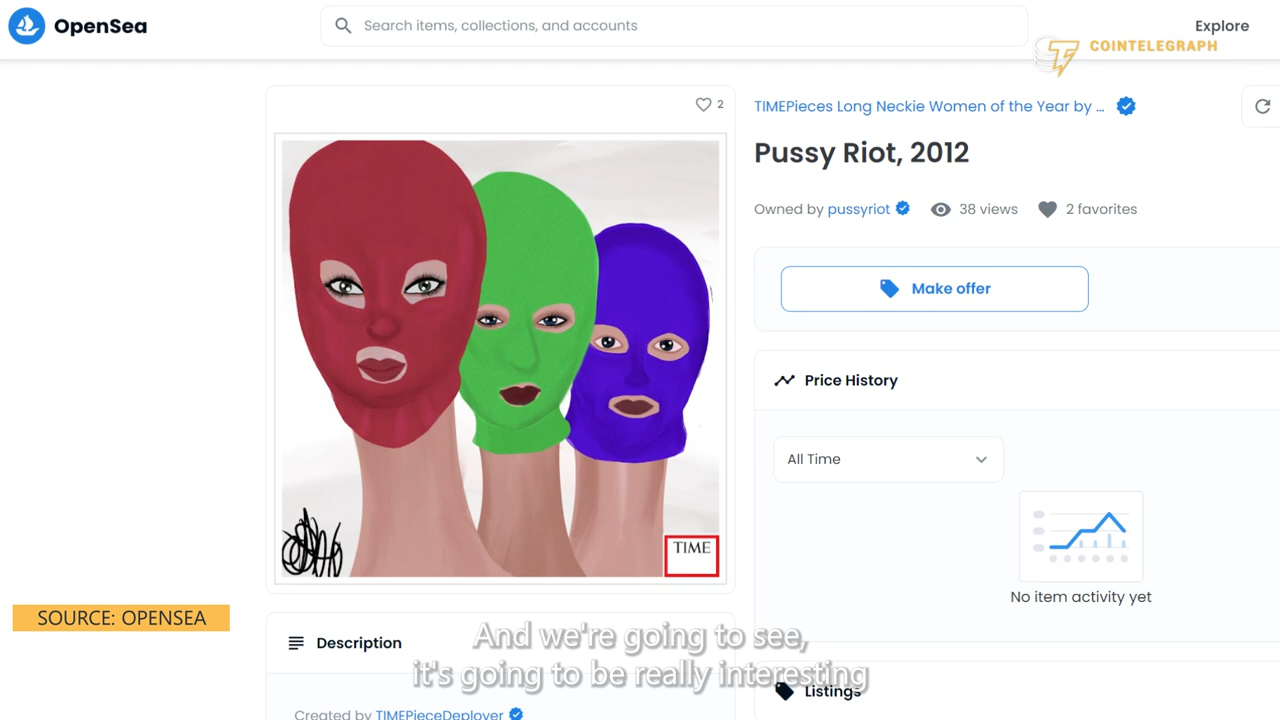 OpenSea
Search items, collections, and accounts
Explore
COINTELEGRAPH
2
TIMEPieces Long Neckie Women of the Year by ...
Pussy Riot, 2012
Owned by pussyriot
38 views
2 favorites
Make offer
Price History
All Time
No item activity yet
TIME
SOURCE: OPENSEA
Description
And we're going to see,
it's going to be really interesting
Listings
Created by TIMEPieceDeployer